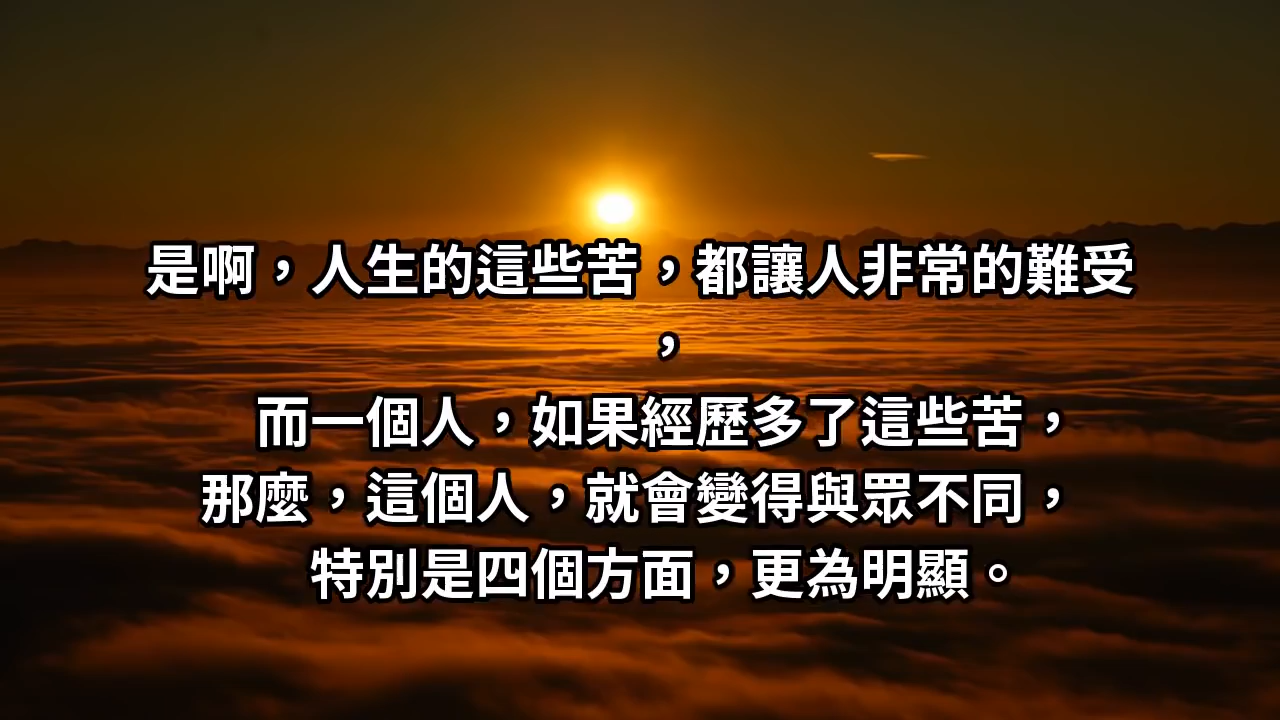 是啊，人生的這些苦，都讓人非常的難受
，
而一個人，如果經歷多了這些苦，
那麼，這個人，就會變得與眾不同，
特別是四個方面，更為明顯。